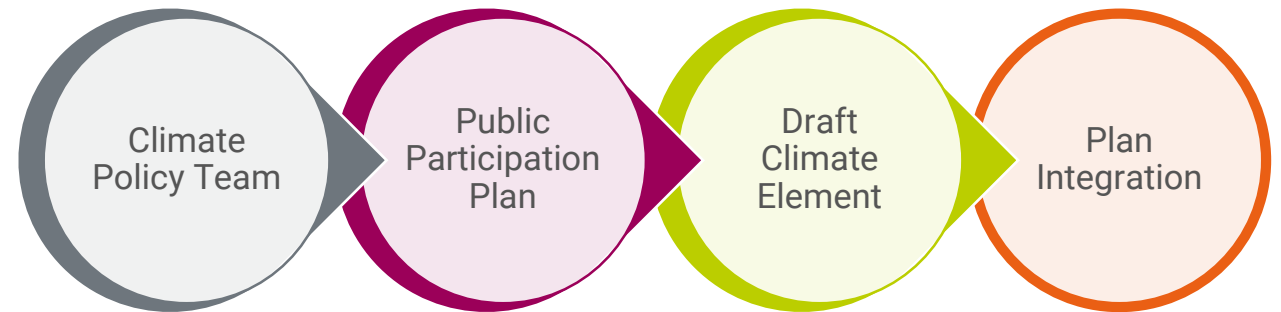 Climate
Policy Team
Public
Participation
Plan
Draft
Climate
Element
Plan
Integration